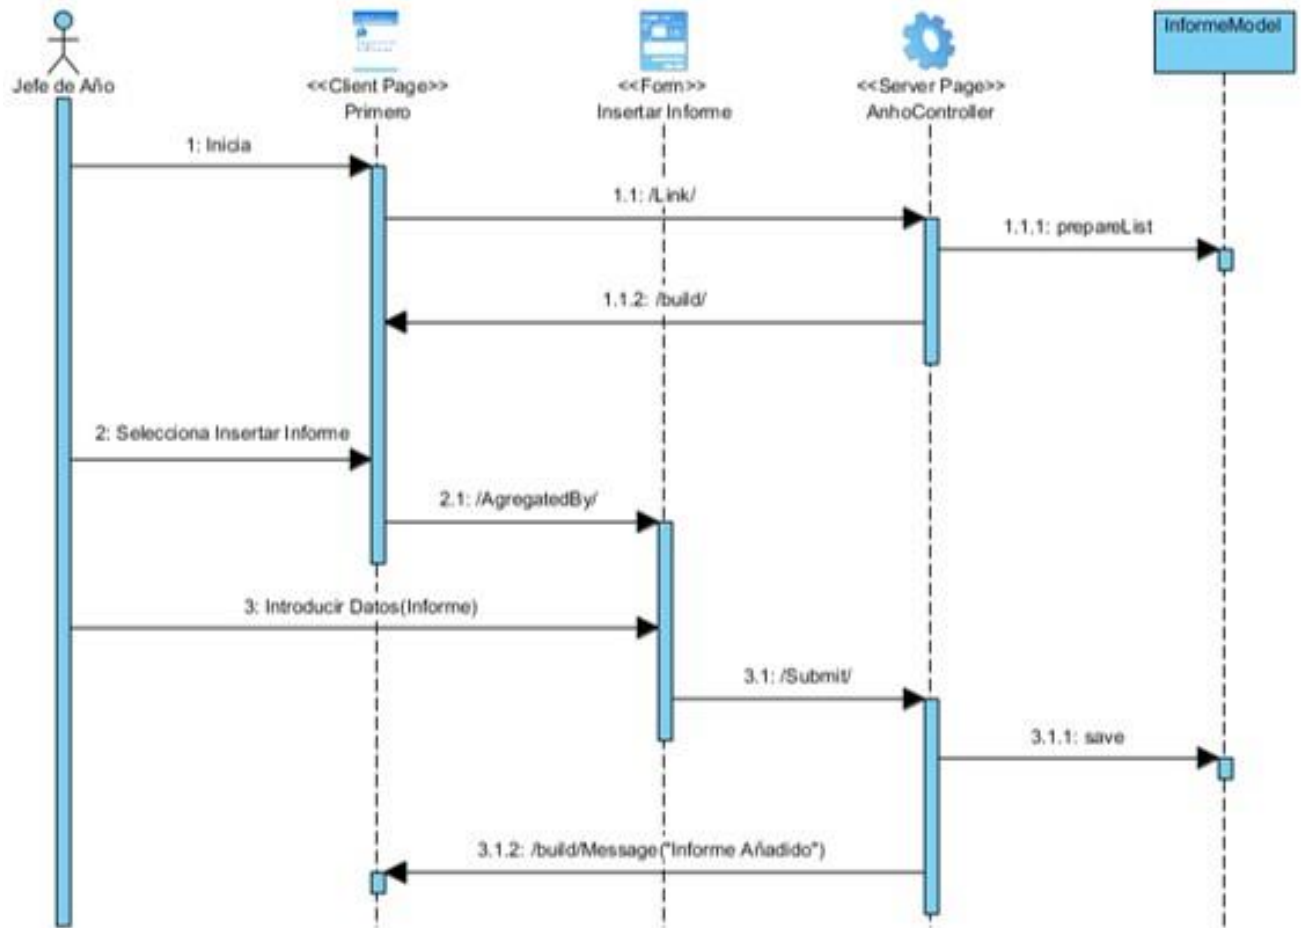 InformeModel
Jefe de Año
<<Client Page>>
Primero
<<Form>>
Insertar Informe
<<Server Page>>
AnhoController
1: Inicia
1.1: /Link/
1.1.1: prepareList
1.1.2: /build/
2: Selecciona Insertar Informe
2.1: /AgregatedBy/
3: Introducir Datos(Informe)
3.1: /Submit/
3.1.1: save
3.1.2: /build/Message("Informe Añadido")